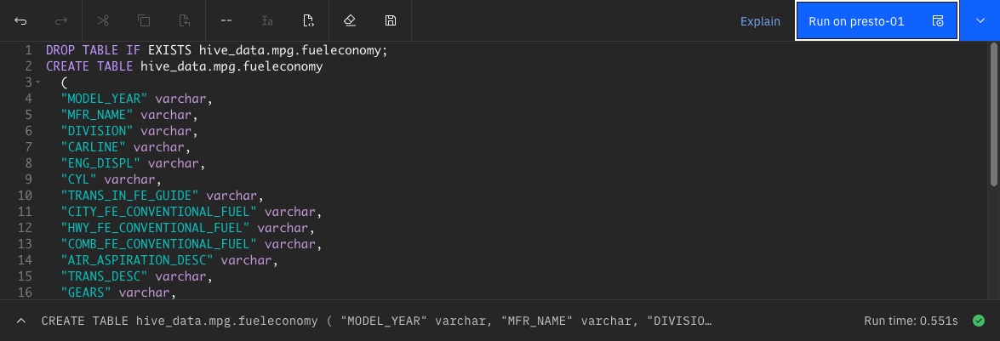 Explain
Run on presto-01
1 DROP TABLE IF EXISTS hive_data.mpg.fueleconomy;
2 CREATE TABLE hive_data.mpg.fueleconomy
3 (
4 "MODEL_YEAR" varchar,
5 "MFR_NAME" varchar,
6 "DIVISION" varchar,
7 "CARLINE" varchar,
8 "ENG_DISPL" varchar,
9 "CYL" varchar,
10 "TRANS_IN_FE_GUIDE" varchar,
11 "CITY_FE_CONVENTIONAL_FUEL" varchar,
12 "HWY_FE_CONVENTIONAL_FUEL" varchar,
13 "COMB_FE_CONVENTIONAL_FUEL" varchar,
14 "AIR_ASPIRATION_DESC" varchar,
15 "TRANS_DESC" varchar,
16 "GEARS" varchar,
CREATE TABLE hive_data.mpg.fueleconomy ( "MODEL_YEAR" varchar, "MFR_NAME" varchar, "DIVISIO…
Run time: 0.551s